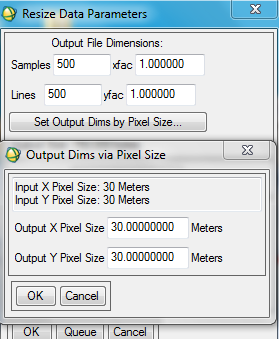 Resize Data Parameters
Output File Dimensions:
Samples 500 xfac 1.000000
Lines 500 yfac 1.000000
Set Output Dims by Pixel Size...
Output Dims via Pixel Size
Input X Pixel Size: 30 Meters
Input Y Pixel Size: 30 Meters
Output X Pixel Size 30.00000000 Meters
Output Y Pixel Size 30.00000000 Meters
OK Cancel
OK Queue Cancel